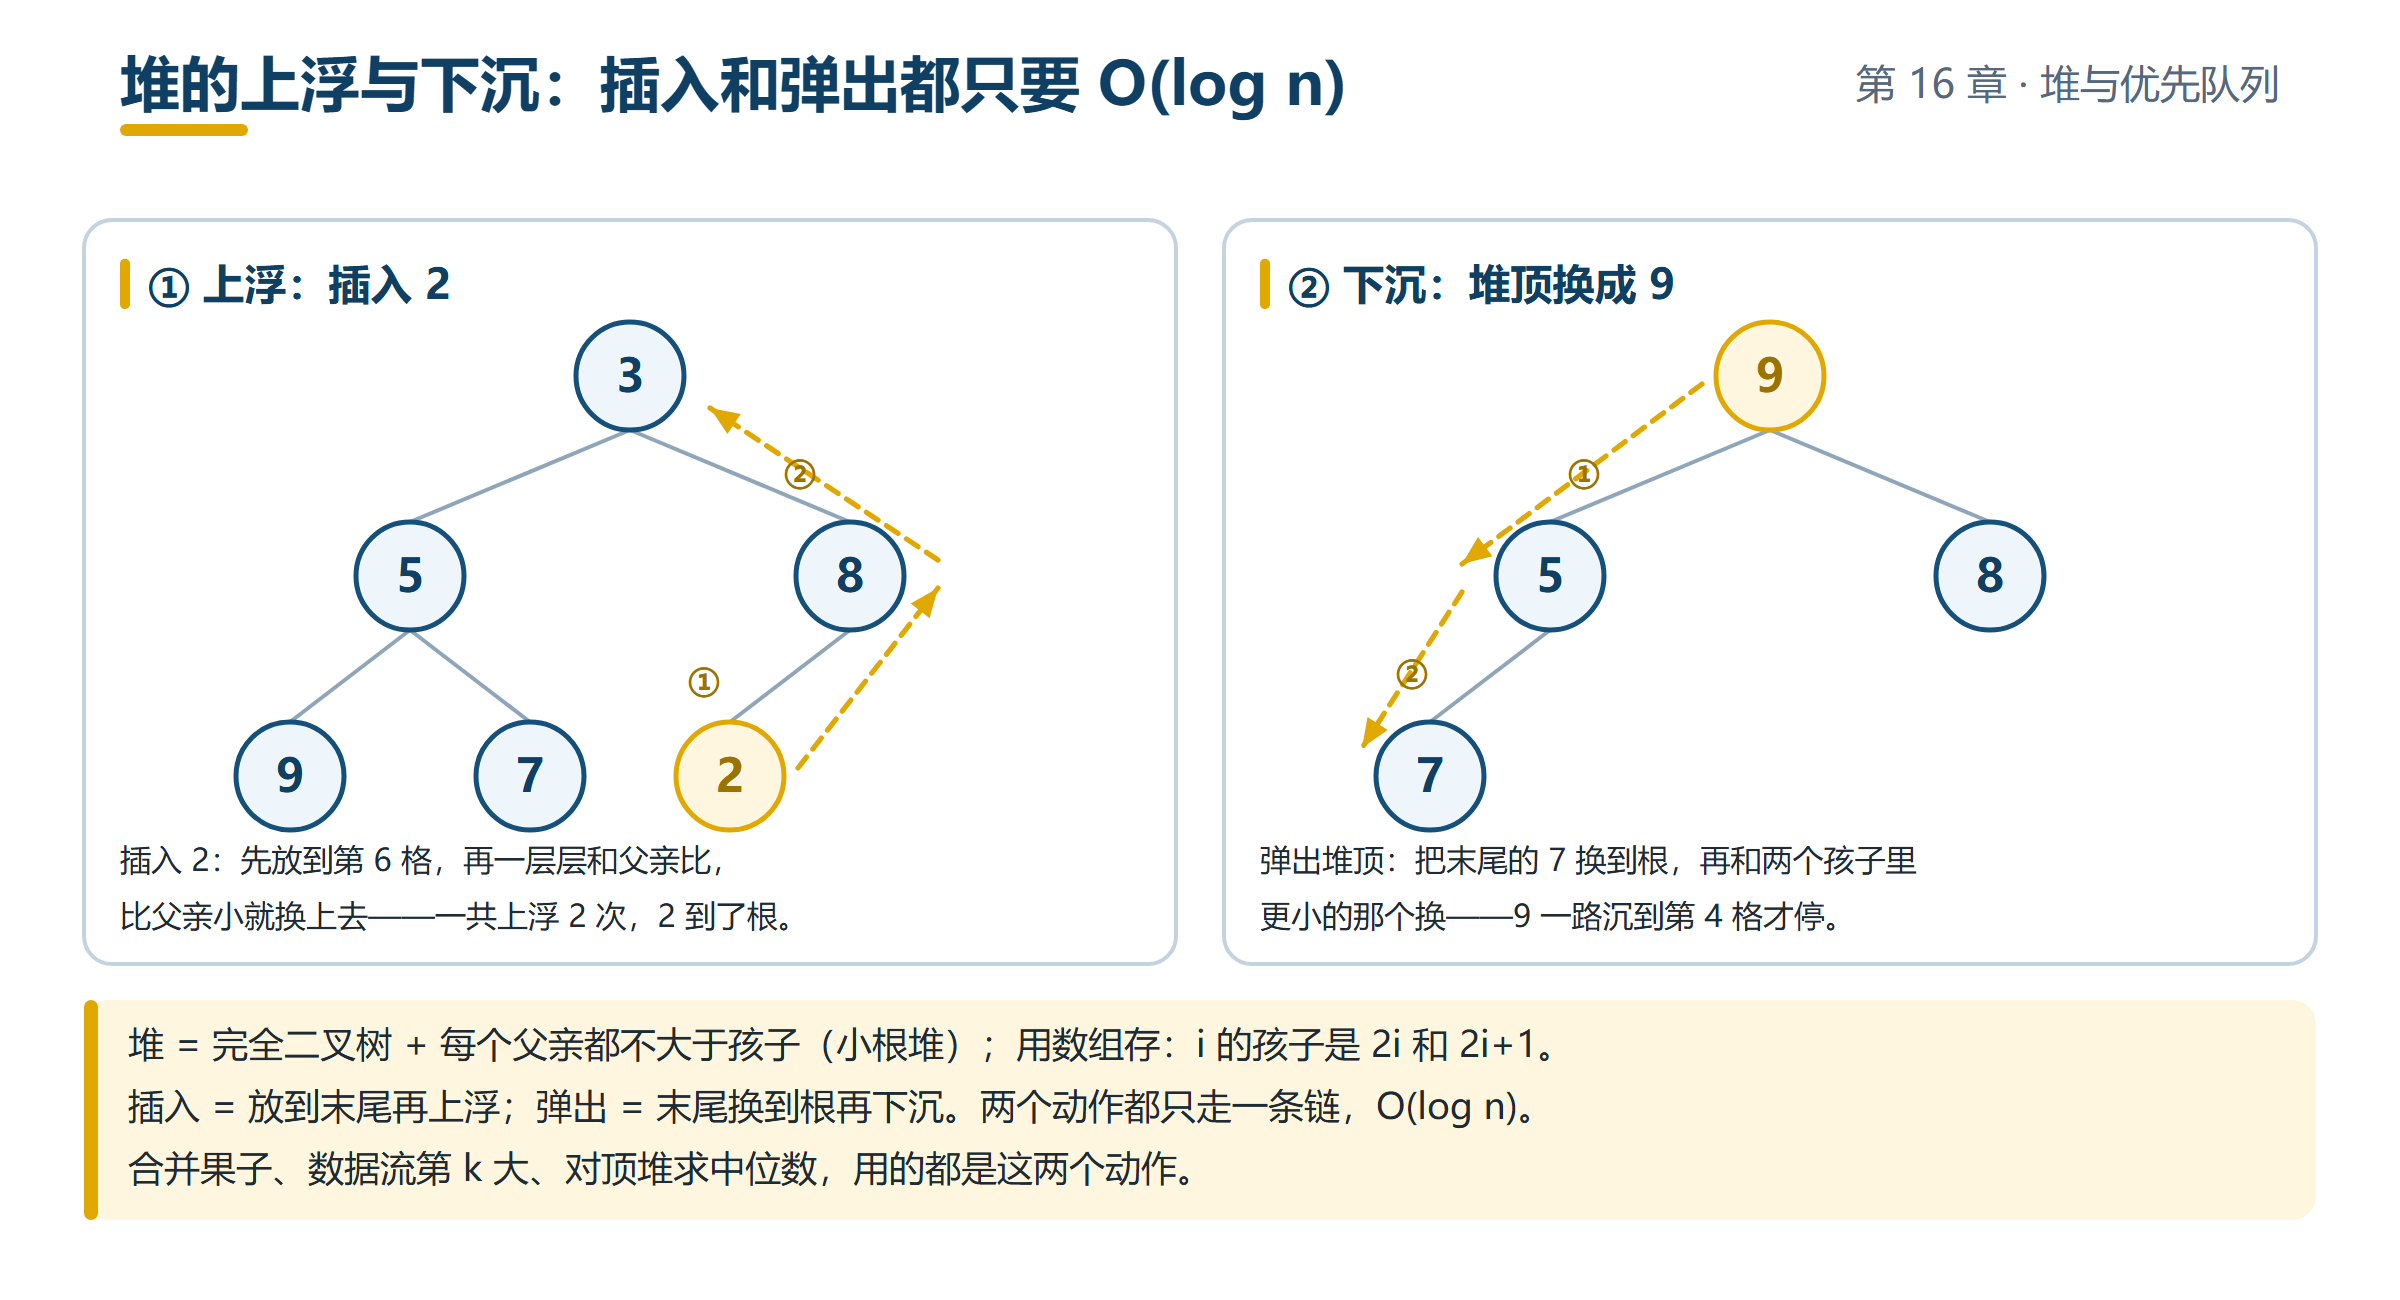 堆的上浮与下沉：插入和弹出都只要 O(log n)
第 16 章 · 堆与优先队列
① 上浮：插入 2
3
②
5
8
①
9
7
2
插入 2：先放到第 6 格，再一层层和父亲比，
比父亲小就换上去——一共上浮 2 次，2 到了根。
② 下沉：堆顶换成 9
9
①
5
8
②
7
弹出堆顶：把末尾的 7 换到根，再和两个孩子里
更小的那个换——9 一路沉到第 4 格才停。
堆 = 完全二叉树 + 每个父亲都不大于孩子（小根堆）；用数组存：i 的孩子是 2i 和 2i+1。
插入 = 放到末尾再上浮；弹出 = 末尾换到根再下沉。两个动作都只走一条链，O(log n)。
合并果子、数据流第 k 大、对顶堆求中位数，用的都是这两个动作。